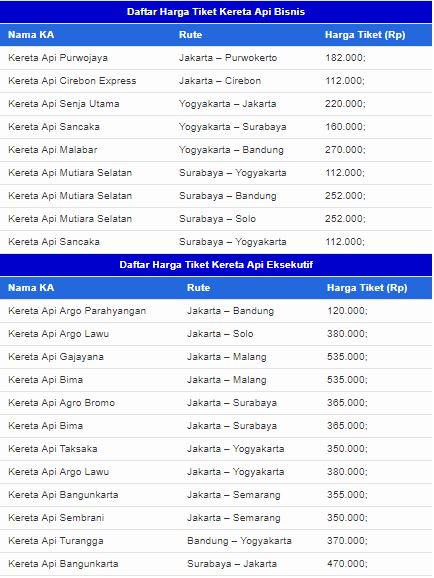 Daftar Harga Tiket Kereta Api Bisnis
Nama KA Rute Harga Tiket (Rp)
Kereta Api Purwojaya Jakarta – Purwokerto 182.000;
Kereta Api Cirebon Express Jakarta – Cirebon 112.000;
Kereta Api Senja Utama Yogyakarta – Jakarta 220.000;
Kereta Api Sancaka Yogyakarta – Surabaya 160.000;
Kereta Api Malabar Yogyakarta – Bandung 270.000;
Kereta Api Mutiara Selatan Surabaya – Yogyakarta 112.000;
Kereta Api Mutiara Selatan Surabaya – Bandung 252.000;
Kereta Api Mutiara Selatan Surabaya – Solo 252.000;
Kereta Api Sancaka Surabaya – Yogyakarta 112.000;
Daftar Harga Tiket Kereta Api Eksekutif
Nama KA Rute Harga Tiket (Rp)
Kereta Api Argo Parahyangan Jakarta – Bandung 120.000;
Kereta Api Argo Lawu Jakarta – Solo 380.000;
Kereta Api Gajayana Jakarta – Malang 535.000;
Kereta Api Bima Jakarta – Malang 535.000;
Kereta Api Agro Bromo Jakarta – Surabaya 365.000;
Kereta Api Bima Jakarta – Surabaya 365.000;
Kereta Api Taksaka Jakarta – Yogyakarta 350.000;
Kereta Api Argo Lawu Jakarta – Yogyakarta 380.000;
Kereta Api Bangunkarta Jakarta – Semarang 355.000;
Kereta Api Sembrani Jakarta – Semarang 350.000;
Kereta Api Turangga Bandung – Yogyakarta 370.000;
Kereta Api Bangunkarta Surabaya – Jakarta 470.000;